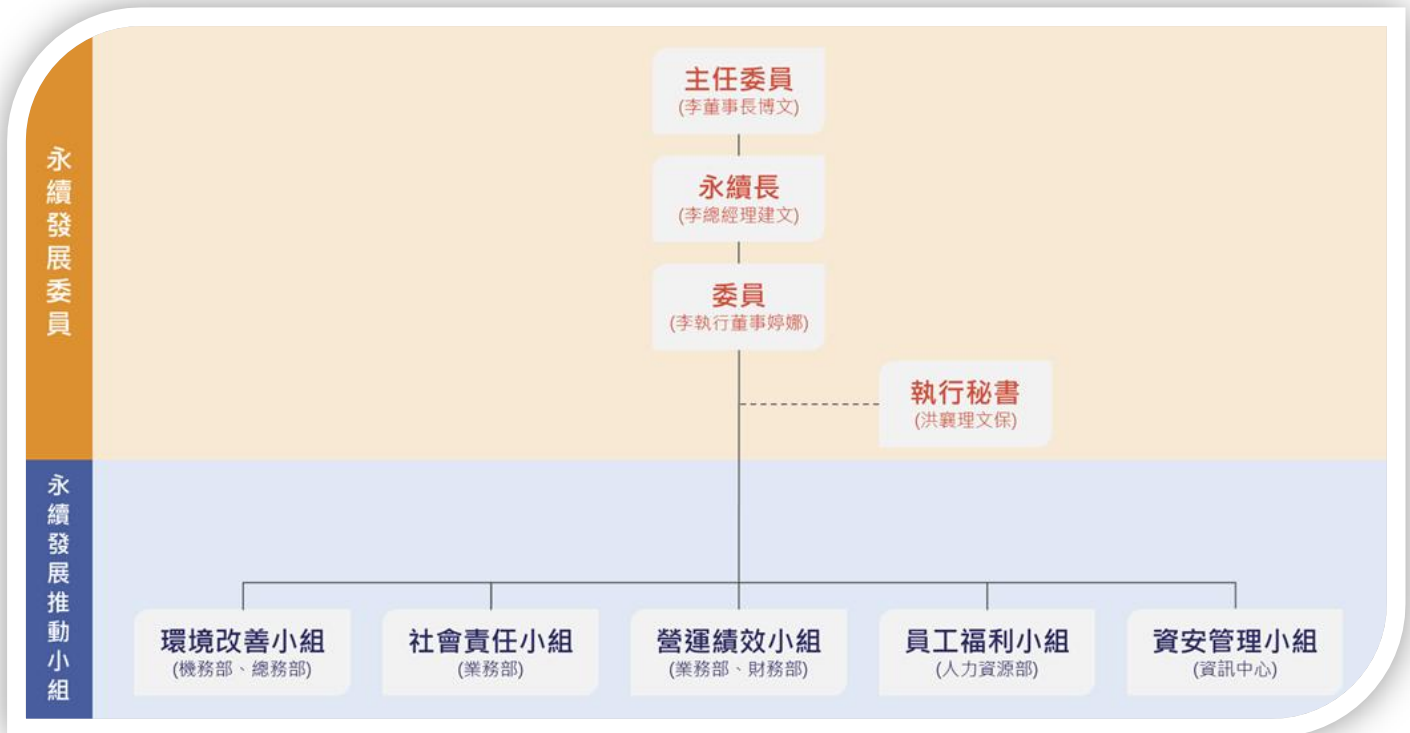 永續發展委員
主任委員
(李董事長博文)
永續長
(李總經理建文)
委員
(李執行董事婷娜)
執行秘書
(洪襄理文保)
永續發展推動小組
環境改善小組
(機務部、總務部)
社會責任小組
(業務部)
營運績效小組
(業務部、財務部)
員工福利小組
(人力資源部)
資安管理小組
(資訊中心)